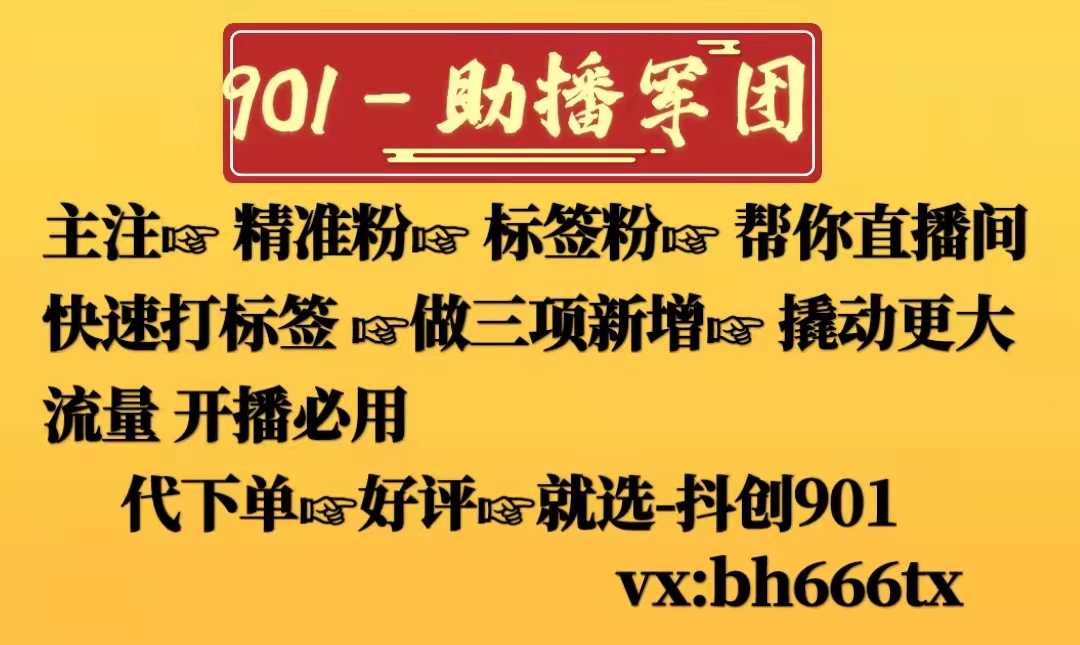 901-助播军团
主注☞ 精准粉☞ 标签粉☞ 帮你直播间
快速打标签 ☞做三项新增☞ 撬动更大
流量 开播必用
代下单☞好评☞就选-抖创901
vx:bh666tx